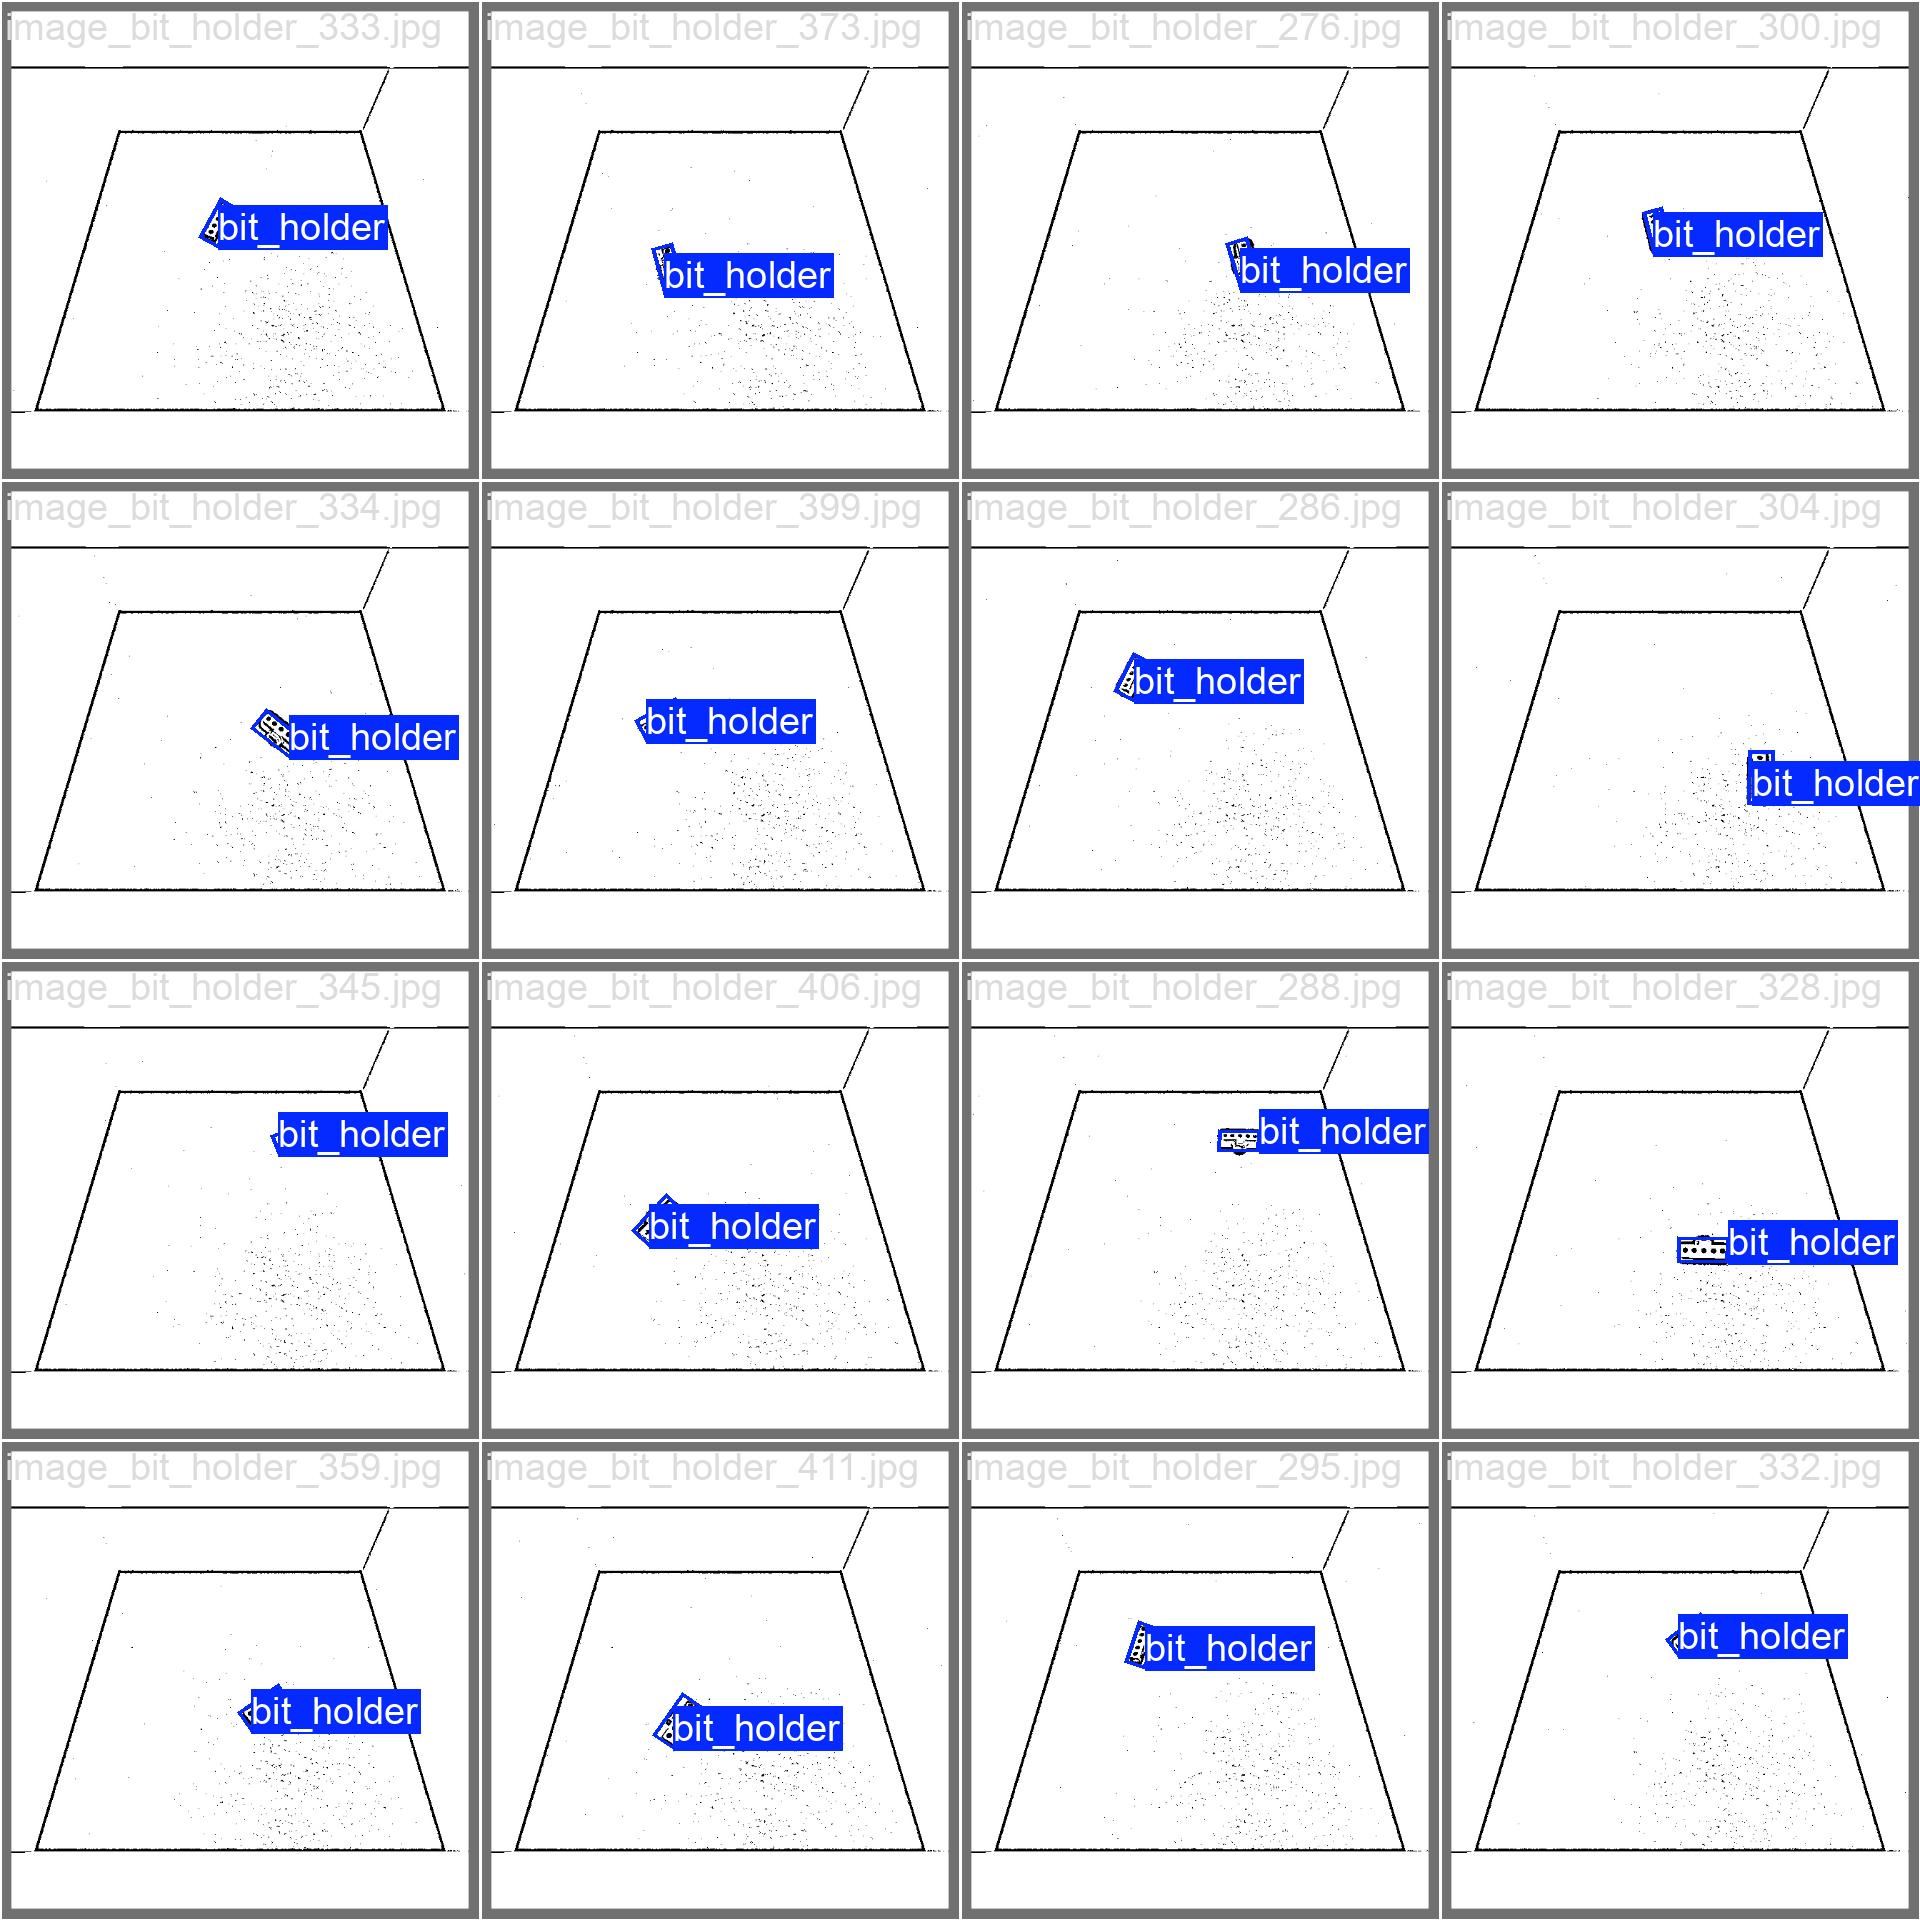 image_bit_holder_333.jpg
image_bit_holder_373.jpg
image_bit_holder_276.jpg
image_bit_holder_300.jpg
bit_holder
bit_holder
bit_holder
bit_holder
image_bit_holder_334.jpg
image_bit_holder_399.jpg
image_bit_holder_286.jpg
image_bit_holder_304.jpg
bit_holder
bit_holder
bit_holder
bit_holder
image_bit_holder_345.jpg
image_bit_holder_406.jpg
image_bit_holder_288.jpg
image_bit_holder_328.jpg
bit_holder
bit_holder
bit_holder
bit_holder
image_bit_holder_359.jpg
image_bit_holder_411.jpg
image_bit_holder_295.jpg
image_bit_holder_332.jpg
bit_holder
bit_holder
bit_holder
bit_holder